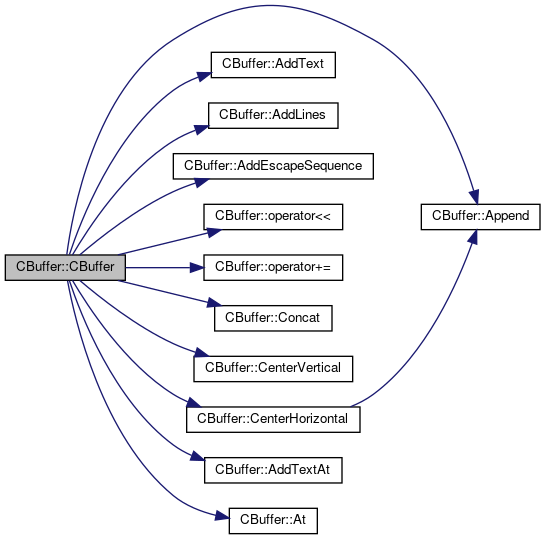 CBuffer::AddText
CBuffer::AddLines
CBuffer::AddEscapeSequence
CBuffer::operator<<
CBuffer::Append
CBuffer::CBuffer
CBuffer::operator+=
CBuffer::Concat
CBuffer::CenterVertical
CBuffer::CenterHorizontal
CBuffer::AddTextAt
CBuffer::At